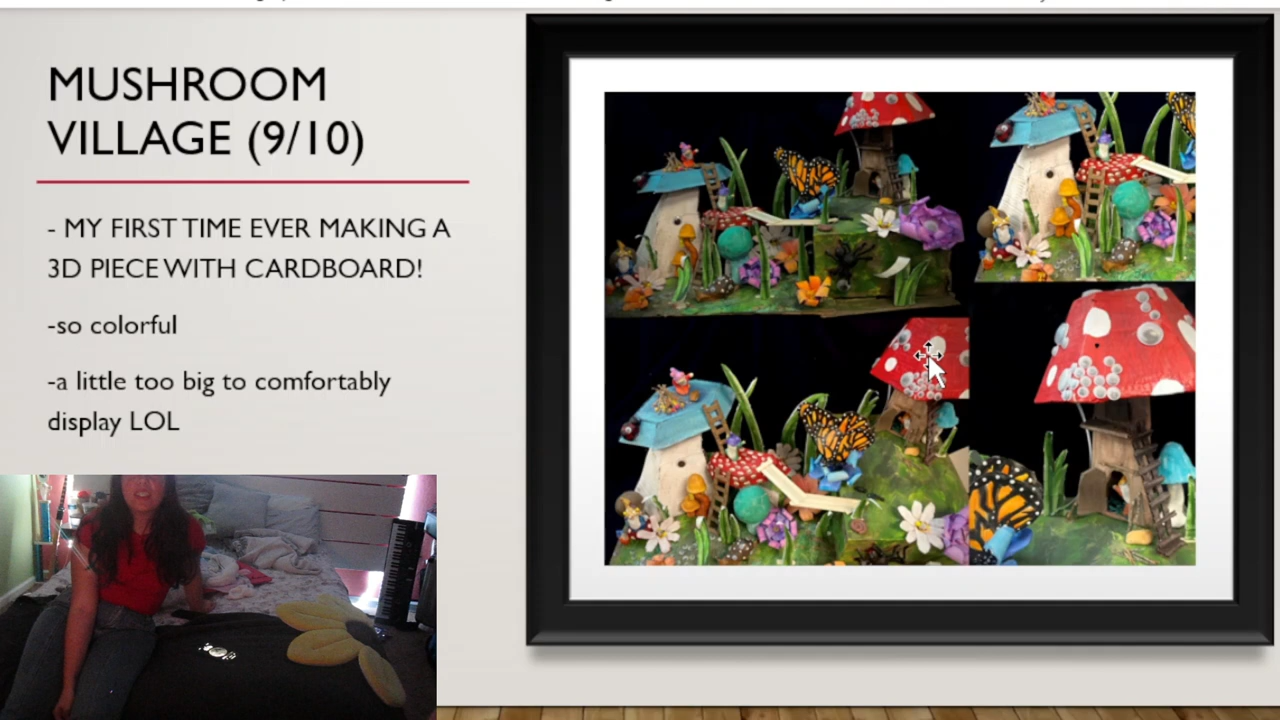 MUSHROOM
VILLAGE (9/10)
- MY FIRST TIME EVER MAKING A
3D PIECE WITH CARDBOARD!
-so colorful
-a little too big to comfortably
display LOL